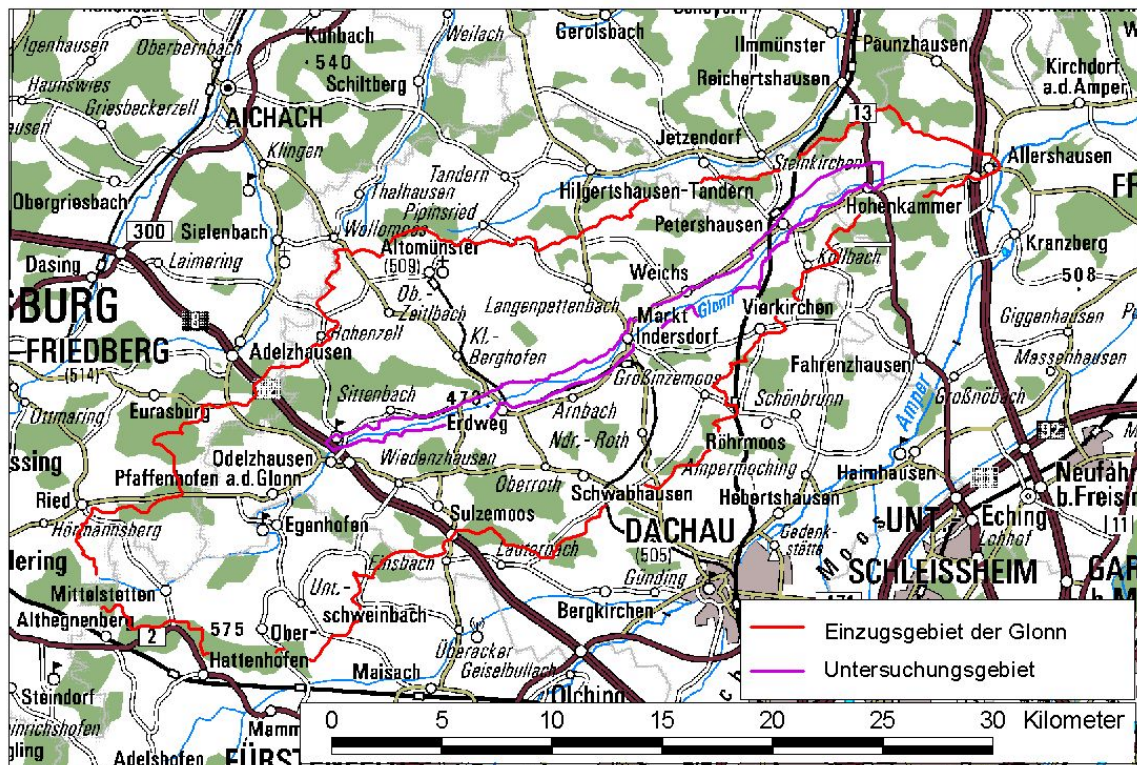 Kühbach
Weilach
Gerolsbach
Ilmmünster
Paunzhausen
Igenhausen
Oberbernbach
540
Schiltberg
Reichertshausen
Kirchdorf
a.d.Amper
Haunswies
Griesbeckerzell
AICHACH
13
Jetzendorf
Klingen
Steinkirchen
Allershausen
Tandern
Thalhausen
Hilgertshausen-Tandern
Obergriesbach
Pipinsried
Hohenkammer
300
Sielenbach
Wollomoos
Petershausen
Altomünster
(509)
Kranzberg
Dasing
Laimering
Weichs
Kollbach
508
Ob.-
Zeitlbach
Langenpettenbach
Glonn
BURG
Markt
Indersdorf
Vierkirchen
Giggenhausen
Hohenzell
Kl.-
Berghofen
FRIEDBERG
(514)
Adelzhausen
Fahrenzhausen
Massenhausen
Großinzemoos
Sittenbach
Ottmaring
Eurasburg
Arnbach
Schönbrunn
Amper
Großnöbach
Erdweg
Ndr.-Roth
Röhrmoos
92
Odelzhausen
Wiedenzhausen
Ampermoching
Haimhausen
Pfaffenhofen a.d.Glonn
Oberroth
Schwabhausen
Hebertshausen
Neufahrn
b.Freising
Ried
Sulzemoos
Hörmannsberg
Egenhofen
DACHAU
(505)
Gedenk-
stätte
Moos
UNT.-
SCHLEISSHEIM
Eching
Lohhof
11
Einsbach
Lauterbach
Günding
Mittelstetten
Unt.-
schweinbach
Bergkirchen
Althegnenberg
2
575
Ober-
Hattenhofen
Überacker
Geiselbullach
Maisach
Olching
Steindorf
Adelshofen
Einzugsgebiet der Glonn
Untersuchungsgebiet
0 5 10 15 20 25 30 Kilometer